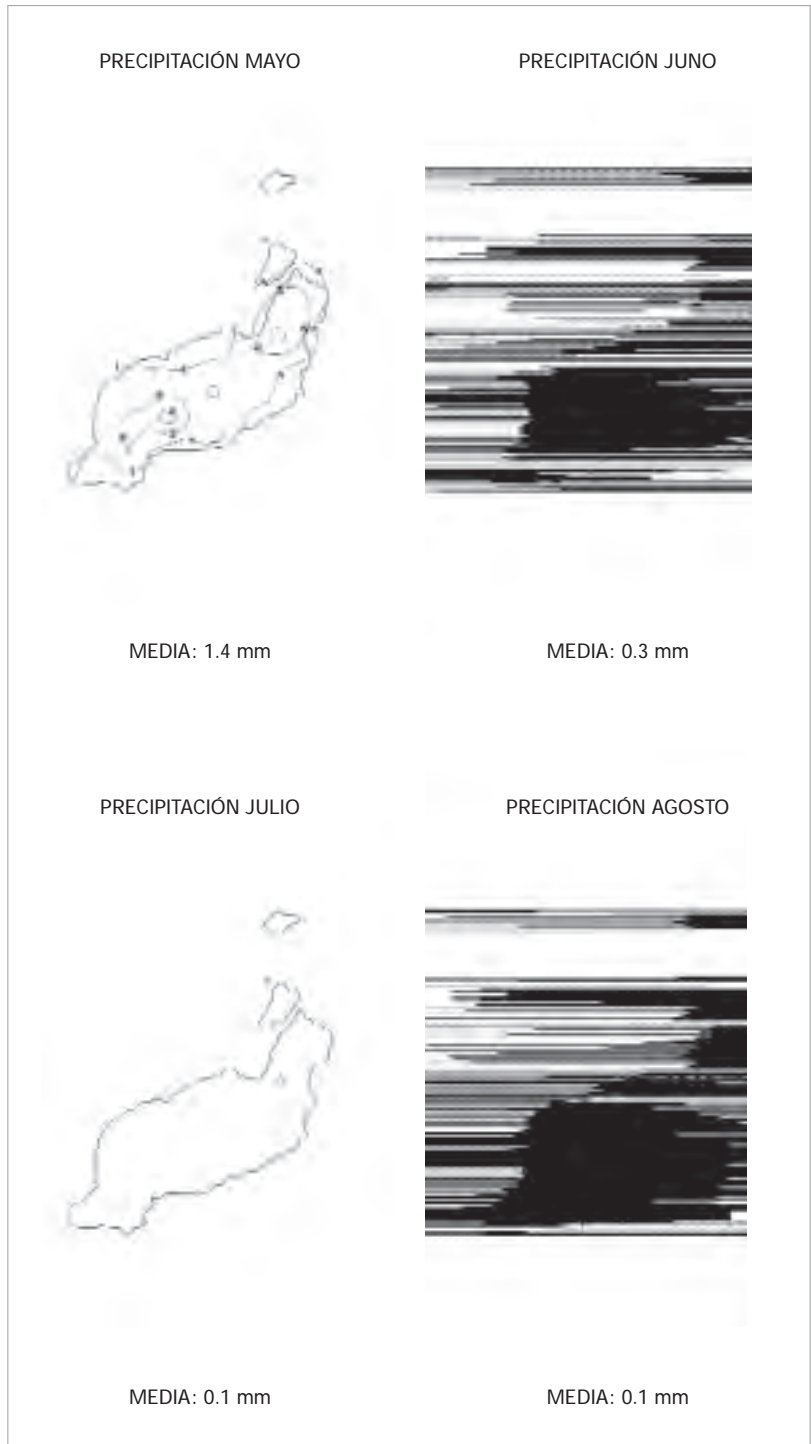 PRECIPITACIÓN MAYO
PRECIPITACIÓN JUNO
MEDIA: 1.4 mm
MEDIA: 0.3 mm
PRECIPITACIÓN JULIO
PRECIPITACIÓN AGOSTO
MEDIA: 0.1 mm
MEDIA: 0.1 mm